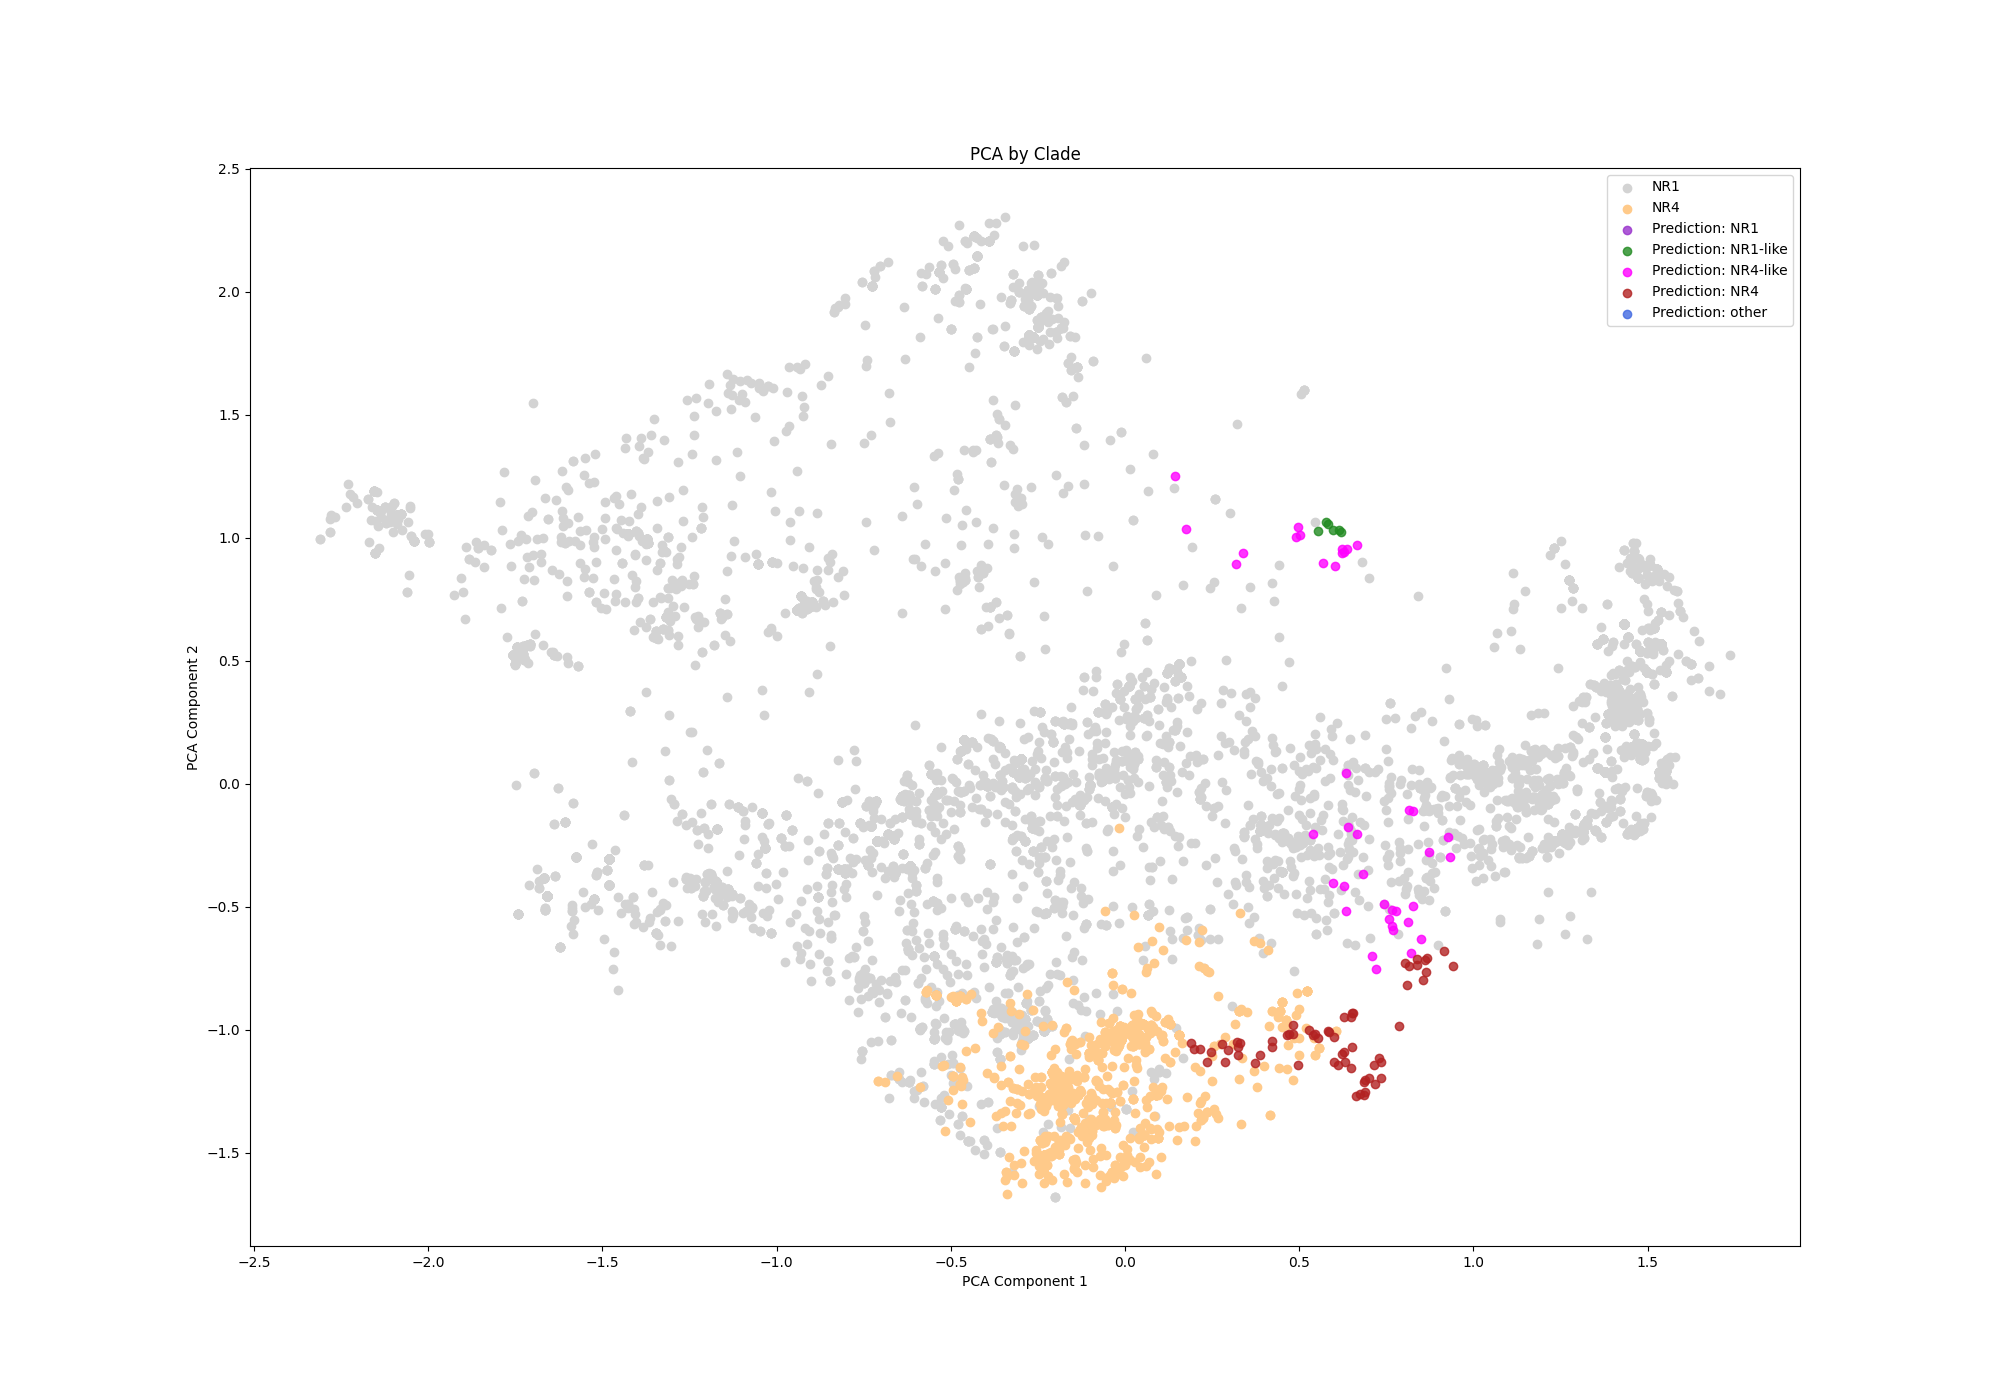 PCA by Clade
NR1
NR4
Prediction: NR1
Prediction: NR1-like
Prediction: NR4-like
Prediction: NR4
Prediction: other
2.5
2.0
1.5
1.0
0.5
0.0
−0.5
−1.0
−1.5
PCA Component 2
−2.5 −2.0 −1.5 −1.0 −0.5 0.0 0.5 1.0 1.5
PCA Component 1